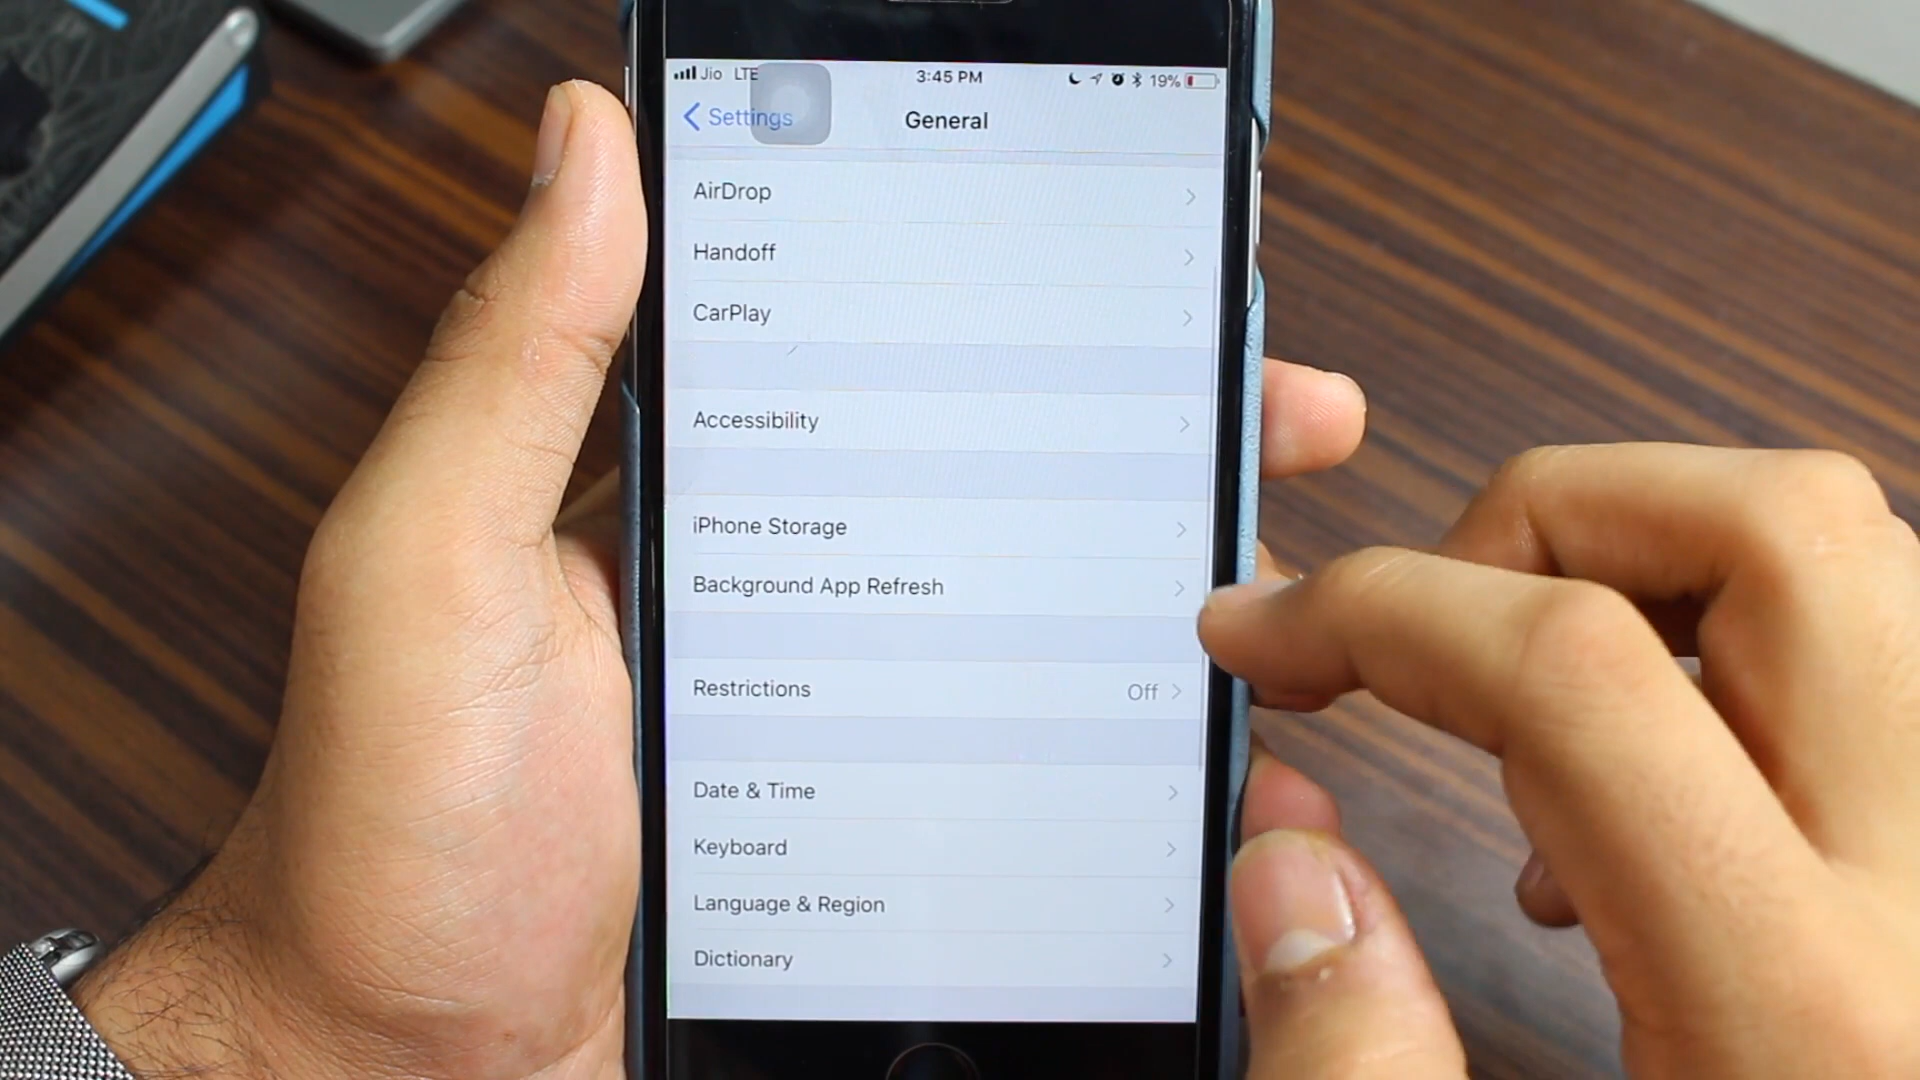 Jio LTE 3:45 PM 19%
Settings General
AirDrop
Handoff
CarPlay
Accessibility
iPhone Storage
Background App Refresh
Restrictions Off
Date & Time
Keyboard
Language & Region
Dictionary